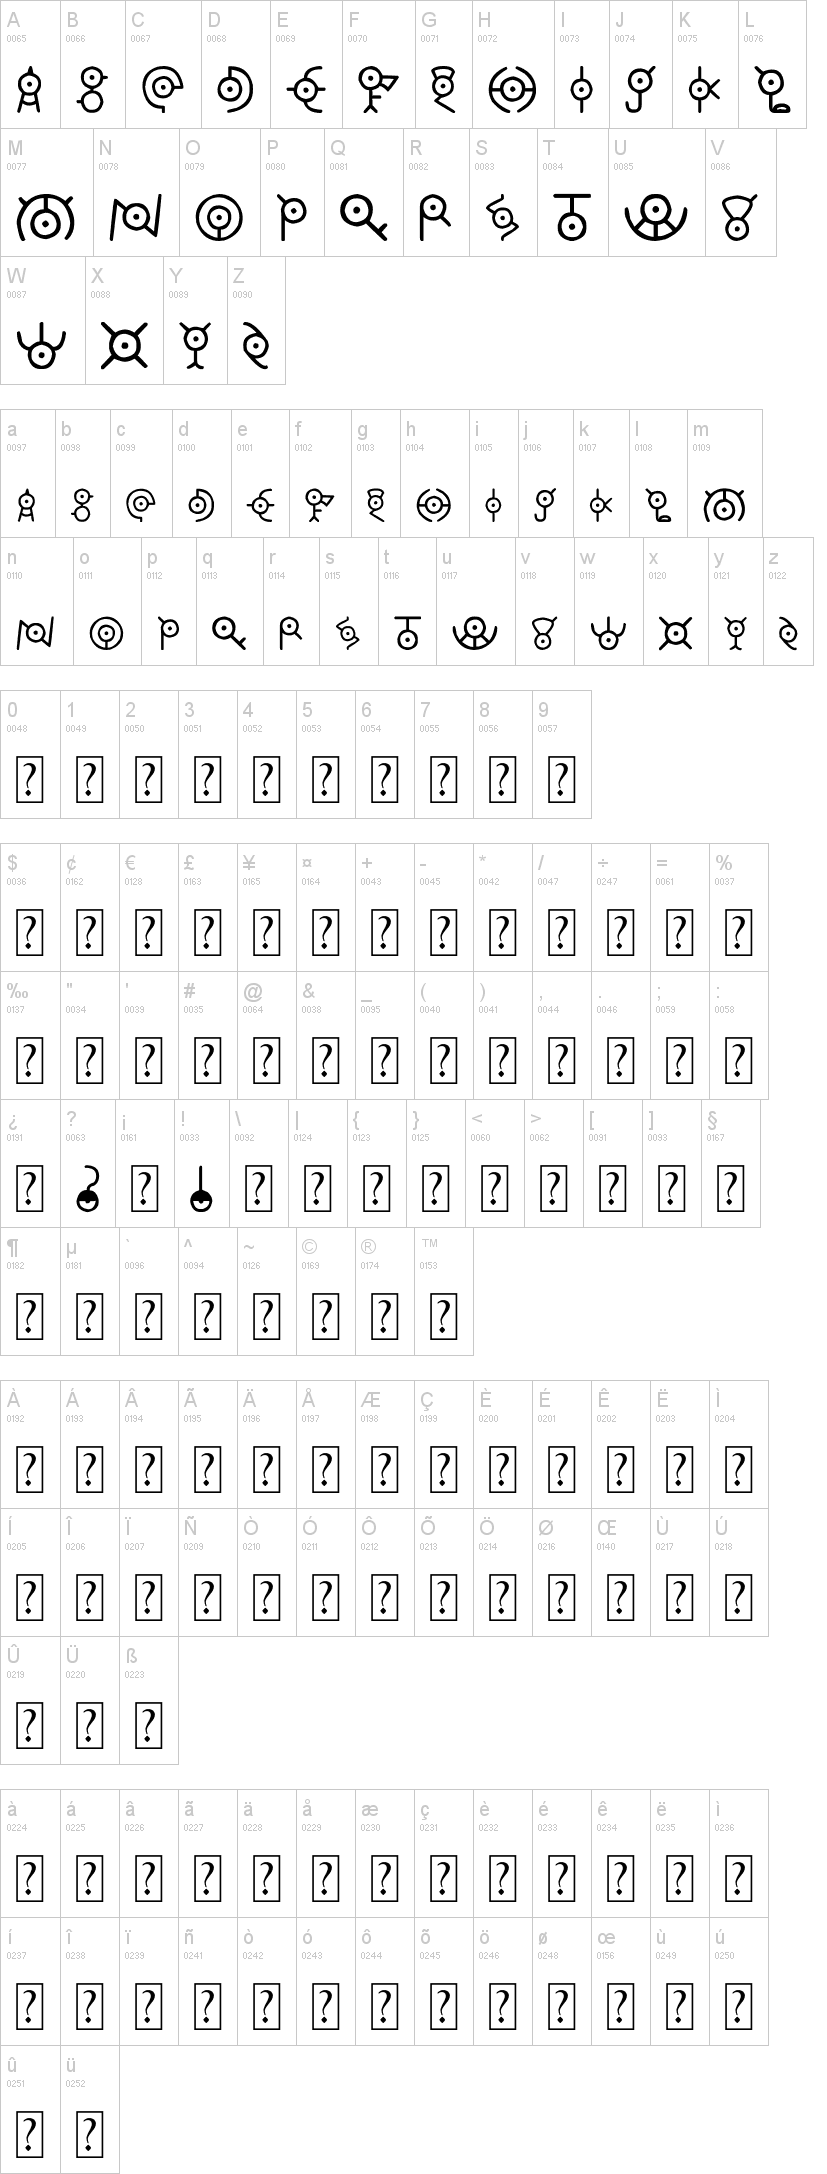 A B C D E F G H I J K L
0065 0066 0067 0068 0069 0070 0071 0072 0073 0074 0075 0076
M N O P Q R S T U V
0077 0078 0079 0080 0081 0082 0083 0084 0085 0086
W X Y Z
0087 0088 0089 0090
a b c d e f g h i j k l m
0097 0098 0099 0100 0101 0102 0103 0104 0105 0106 0107 0108 0109
n o p q r s t u v w x y z
0110 0111 0112 0113 0114 0115 0116 0117 0118 0119 0120 0121 0122
0 1 2 3 4 5 6 7 8 9
0048 0049 0050 0051 0052 0053 0054 0055 0056 0057
? ? ? ? ? ? ? ? ? ?
$ ¢ € £ ¥ ¤ + - * / ÷ = %
0036 0162 0128 0163 0165 0164 0043 0045 0042 0047 0247 0061 0037
? ? ? ? ? ? ? ? ? ? ? ? ?
‰ " ' # @ & _ ( ) , . ; :
0137 0034 0039 0035 0064 0038 0095 0040 0041 0044 0046 0059 0058
? ? ? ? ? ? ? ? ? ? ? ? ?
¿ ? ¡ ! \ | { } < > [ ] §
0191 0063 0161 0033 0092 0124 0123 0125 0060 0062 0091 0093 0167
? ? ? ? ? ? ? ? ? ? ?
¶ µ ` ^ ~ © ® ™
0182 0181 0096 0094 0126 0169 0174 0153
? ? ? ? ? ? ? ?
À Á Â Ã Ä Å Æ Ç È É Ê Ë Ì
0192 0193 0194 0195 0196 0197 0198 0199 0200 0201 0202 0203 0204
? ? ? ? ? ? ? ? ? ? ? ? ?
Í Î Ï Ñ Ò Ó Ô Õ Ö Ø Œ Ù Ú
0205 0206 0207 0209 0210 0211 0212 0213 0214 0216 0140 0217 0218
? ? ? ? ? ? ? ? ? ? ? ? ?
Û Ü ß
0219 0220 0223
? ? ?
à á â ã ä å æ ç è é ê ë ì
0224 0225 0226 0227 0228 0229 0230 0231 0232 0233 0234 0235 0236
? ? ? ? ? ? ? ? ? ? ? ? ?
í î ï ñ ò ó ô õ ö ø œ ù ú
0237 0238 0239 0241 0242 0243 0244 0245 0246 0248 0156 0249 0250
? ? ? ? ? ? ? ? ? ? ? ? ?
û ü
0251 0252
? ?